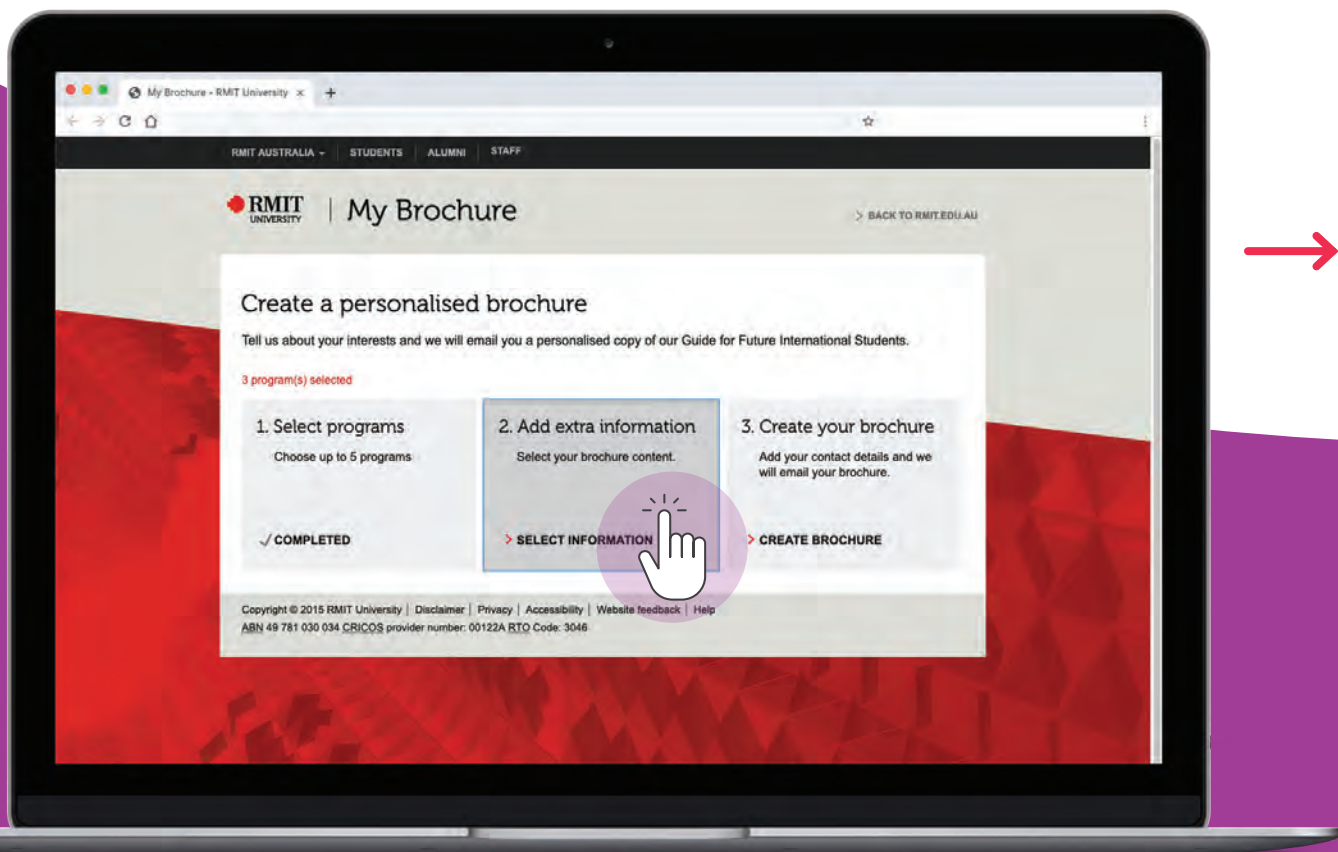 My Brochure - RMIT University × +
RMIT AUSTRALIA
STUDENTS
ALUMNI
STAFF
RMIT
UNIVERSITY
My Brochure
> BACK TO RMIT.EDU.AU
Create a personalised brochure
Tell us about your interests and we will email you a personalised copy of our Guide for Future International Students.
3 program(s) selected
1. Select programs
Choose up to 5 programs
✓ COMPLETED
2. Add extra information
Select your brochure content.
> SELECT INFORMATION
3. Create your brochure
Add your contact details and we
will email your brochure.
> CREATE BROCHURE
Copyright © 2015 RMIT University | Disclaimer | Privacy | Accessibility | Website feedback | Help
ABN 49 781 030 034 CRICOS provider number: 00122A RTO Code: 3046